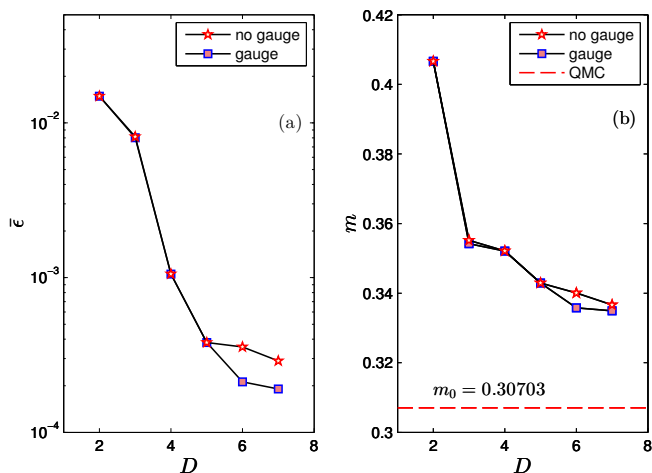 no gauge
gauge
(a)
10⁻²
10⁻³
10⁻⁴
ϵ̄
2
4
6
8
D
no gauge
gauge
QMC
(b)
0.42
0.4
0.38
0.36
0.34
0.32
0.3
m
m₀ = 0.30703
2
4
6
8
D